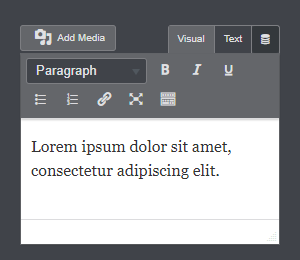 Add Media
Visual
Text
Paragraph
B
I
U
Lorem ipsum dolor sit amet,
consectetur adipiscing elit.